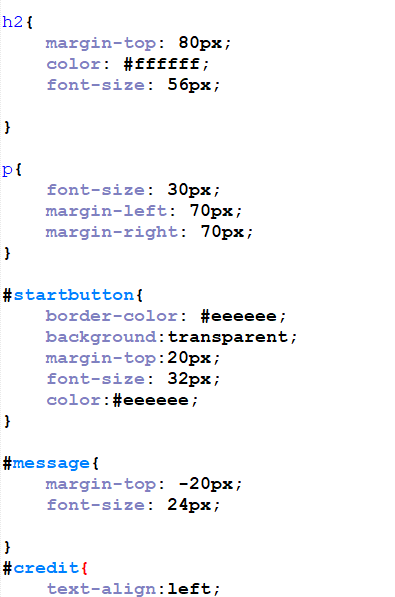 h2{
margin-top: 80px;
color: #ffffff;
font-size: 56px;
}
p{
font-size: 30px;
margin-left: 70px;
margin-right: 70px;
}
#startbutton{
border-color: #eeeeee;
background:transparent;
margin-top:20px;
font-size: 32px;
color:#eeeeee;
}
#message{
margin-top: -20px;
font-size: 24px;
}
#credit{
text-align:left;